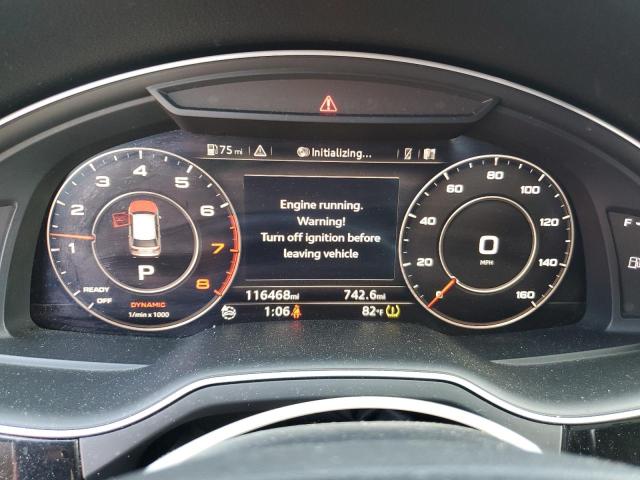 75 mi Initializing...
Engine running.
Warning!
Turn off ignition before
leaving vehicle
1 2 3 4 5 6 7 8
READY
OFF
P
DYNAMIC
1/min x 1000
0
MPH
20 40 60 80 100 120 140 160
F
116468mi 742.6mi
1:06 82°F